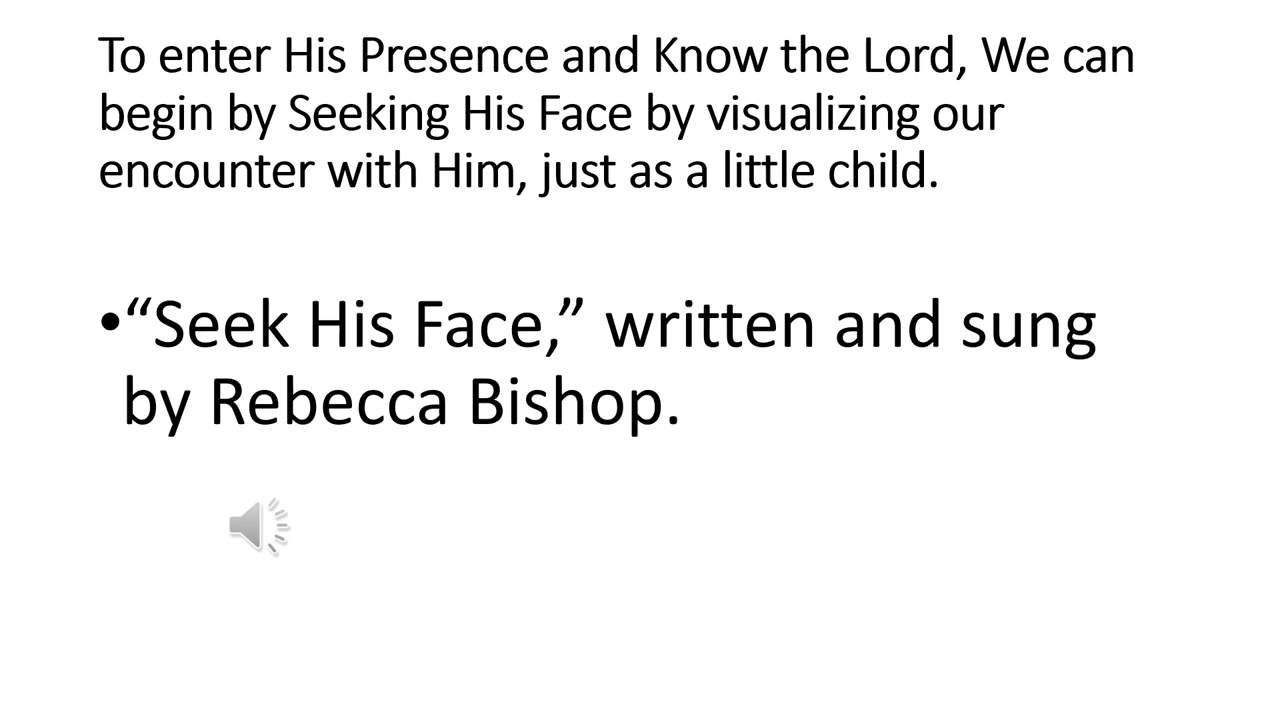 To enter His Presence and Know the Lord, We can
begin by Seeking His Face by visualizing our
encounter with Him, just as a little child.
•“Seek His Face,” written and sung
by Rebecca Bishop.